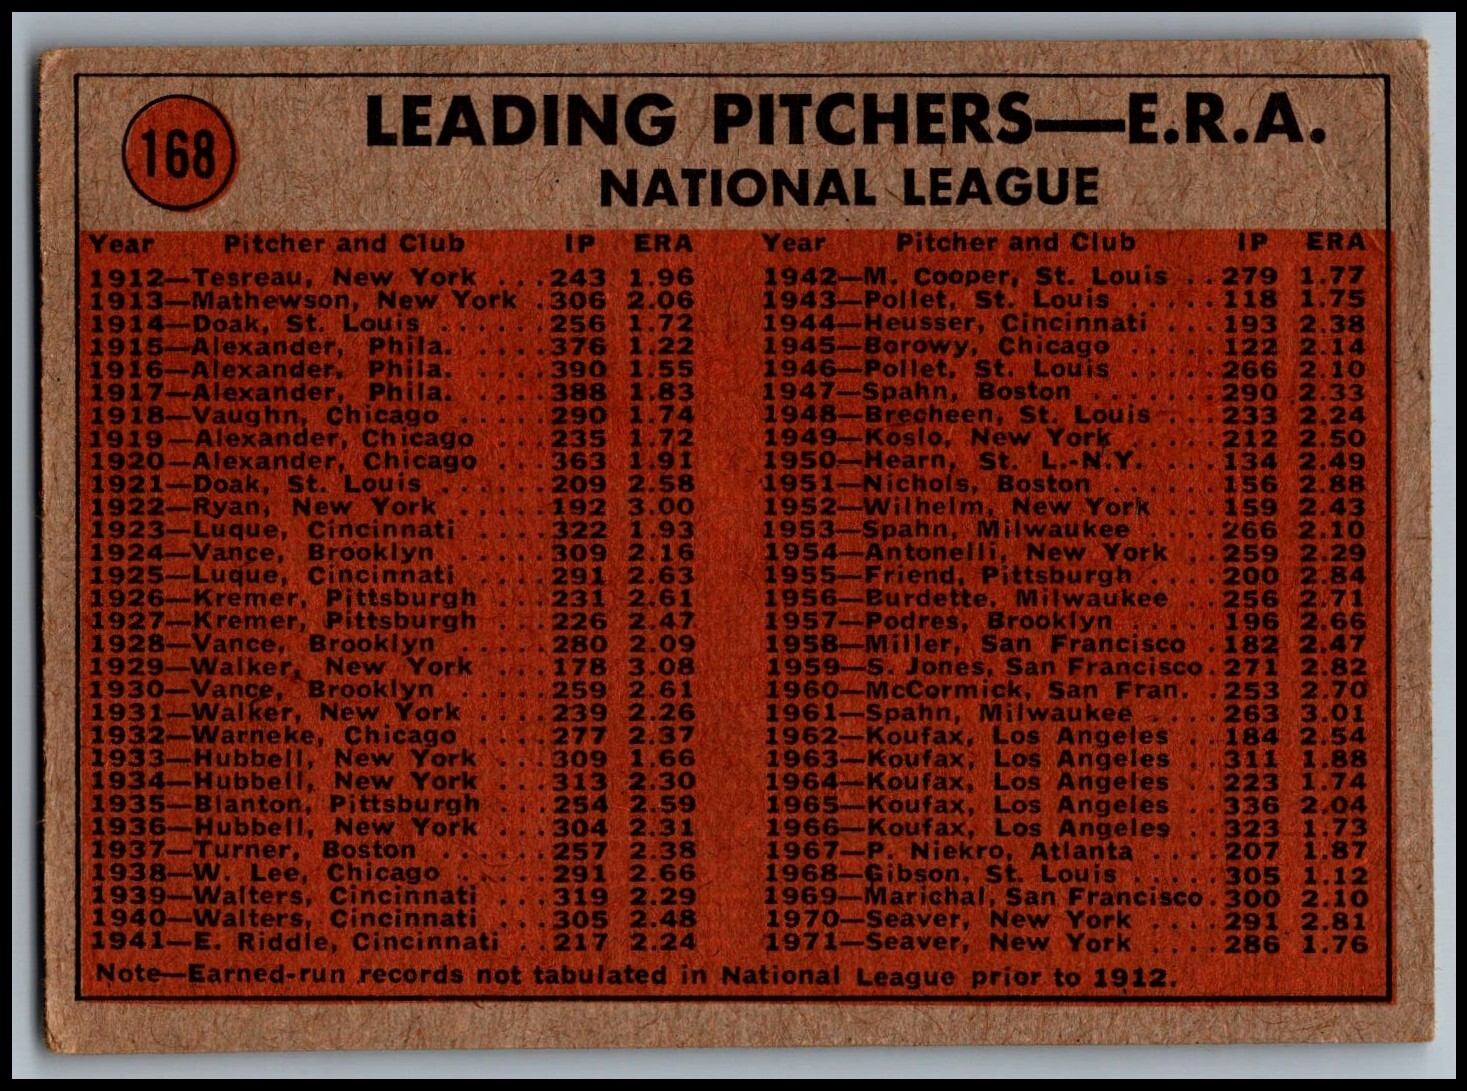 168
LEADING PITCHERS—E.R.A.
NATIONAL LEAGUE
Year Pitcher and Club IP ERA
1912—Tesreau, New York . . 243 1.96
1913—Mathewson, New York . 306 2.06
1914—Doak, St. Louis . . . . . . 256 1.72
1915—Alexander, Phila. . . . . 376 1.22
1916—Alexander, Phila. . . . . 390 1.55
1917—Alexander, Phila. . . . . 388 1.83
1918—Vaughn, Chicago . . . . . 290 1.74
1919—Alexander, Chicago . . . 235 1.72
1920—Alexander, Chicago . . . 363 1.91
1921—Doak, St. Louis . . . . . . 209 2.58
1922—Ryan, New York . . . . . 192 3.00
1923—Luque, Cincinnati . . . . 322 1.93
1924—Vance, Brooklyn . . . . . 309 2.16
1925—Luque, Cincinnati . . . . 291 2.63
1926—Kremer, Pittsburgh . . . 231 2.61
1927—Kremer, Pittsburgh . . . 226 2.47
1928—Vance, Brooklyn . . . . . 280 2.09
1929—Walker, New York . . . 178 3.08
1930—Vance, Brooklyn . . . . . 259 2.61
1931—Walker, New York . . . . 239 2.26
1932—Warneke, Chicago . . . . 277 2.37
1933—Hubbell, New York . . . 309 1.66
1934—Hubbell, New York . . . 313 2.30
1935—Blanton, Pittsburgh . . . 254 2.59
1936—Hubbell, New York . . . 304 2.31
1937—Turner, Boston . . . . . . 257 2.38
1938—W. Lee, Chicago . . . . . 291 2.66
1939—Walters, Cincinnati . . . 319 2.29
1940—Walters, Cincinnati . . . 305 2.48
1941—E. Riddle, Cincinnati . . 217 2.24
Year Pitcher and Club IP ERA
1942—M. Cooper, St. Louis . . 279 1.77
1943—Pollet, St. Louis . . . . . 118 1.75
1944—Heusser, Cincinnati . . . 193 2.38
1945—Borowy, Chicago . . . . . 122 2.14
1946—Pollet, St. Louis . . . . . 266 2.10
1947—Spahn, Boston . . . . . . . 290 2.33
1948—Brecheen, St. Louis . . . 233 2.24
1949—Koslo, New York . . . . . 212 2.50
1950—Hearn, St. L.-N.Y. . . . . 134 2.49
1951—Nichols, Boston . . . . . . 156 2.88
1952—Wilhelm, New York . . . 159 2.43
1953—Spahn, Milwaukee . . . . 266 2.10
1954—Antonelli, New York . . 259 2.29
1955—Friend, Pittsburgh . . . . 200 2.84
1956—Burdette, Milwaukee . . 256 2.71
1957—Podres, Brooklyn . . . . . 196 2.66
1958—Miller, San Francisco . 182 2.47
1959—S. Jones, San Francisco . 271 2.82
1960—McCormick, San Fran. . 253 2.70
1961—Spahn, Milwaukee . . . . 263 3.01
1962—Koufax, Los Angeles . . 184 2.54
1963—Koufax, Los Angeles . . 311 1.88
1964—Koufax, Los Angeles . . 223 1.74
1965—Koufax, Los Angeles . . 336 2.04
1966—Koufax, Los Angeles . . 323 1.73
1967—P. Niekro, Atlanta . . . . 207 1.87
1968—Gibson, St. Louis . . . . . 305 1.12
1969—Marichal, San Francisco . 300 2.10
1970—Seaver, New York . . . . 291 2.81
1971—Seaver, New York . . . . 286 1.76
Note—Earned-run records not tabulated in National League prior to 1912.